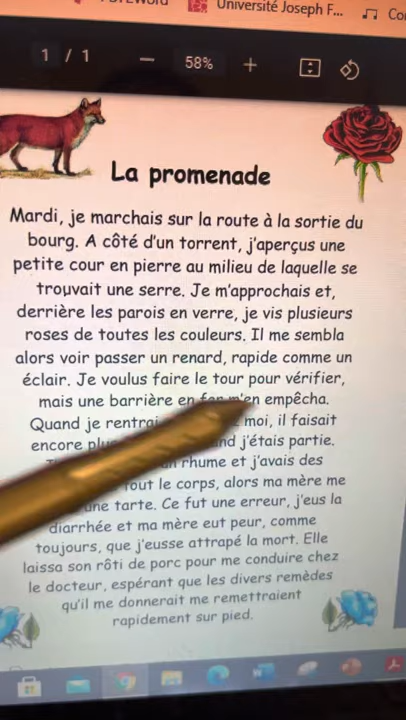 Université Joseph F...
1 / 1
58%
La promenade
Mardi, je marchais sur la route à la sortie du
bourg. A côté d'un torrent, j'aperçus une
petite cour en pierre au milieu de laquelle se
trouvait une serre. Je m'approchais et,
derrière les parois en verre, je vis plusieurs
roses de toutes les couleurs. Il me sembla
alors voir passer un renard, rapide comme un
éclair. Je voulus faire le tour pour vérifier,
mais une barrière en fer m'en empêcha.
Quand je rentrai moi, il faisait
encore j'étais partie.
rhume et j'avais des
tout le corps, alors ma mère me
une tarte. Ce fut une erreur, j'eus la
diarrhée et ma mère eut peur, comme
toujours, que j'eusse attrapé la mort. Elle
laissa son rôti de porc pour me conduire chez
le docteur, espérant que les divers remèdes
qu'il me donnerait me remettraient
rapidement sur pied.